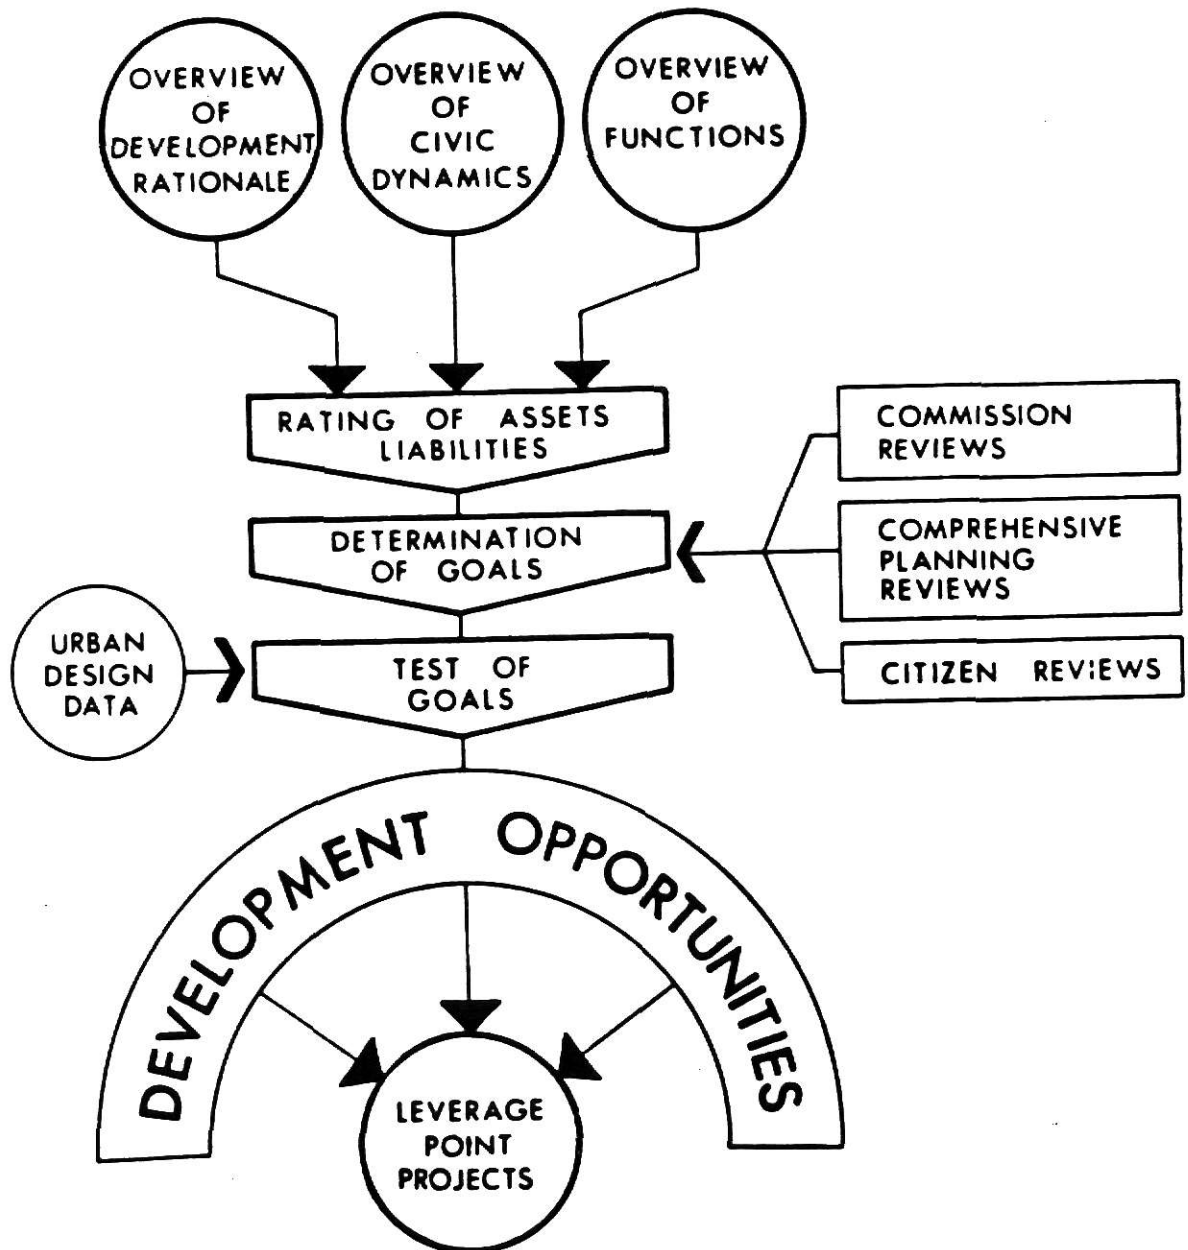 OVERVIEW
OF
DEVELOPMENT
RATIONALE
OVERVIEW
OF
CIVIC
DYNAMICS
OVERVIEW
OF
FUNCTIONS
RATING OF ASSETS
LIABILITIES
COMMISSION
REVIEWS
DETERMINATION
OF GOALS
COMPREHENSIVE
PLANNING
REVIEWS
URBAN
DESIGN
DATA
TEST OF
GOALS
CITIZEN REVIEWS
DEVELOPMENT OPPORTUNITIES
LEVERAGE
POINT
PROJECTS